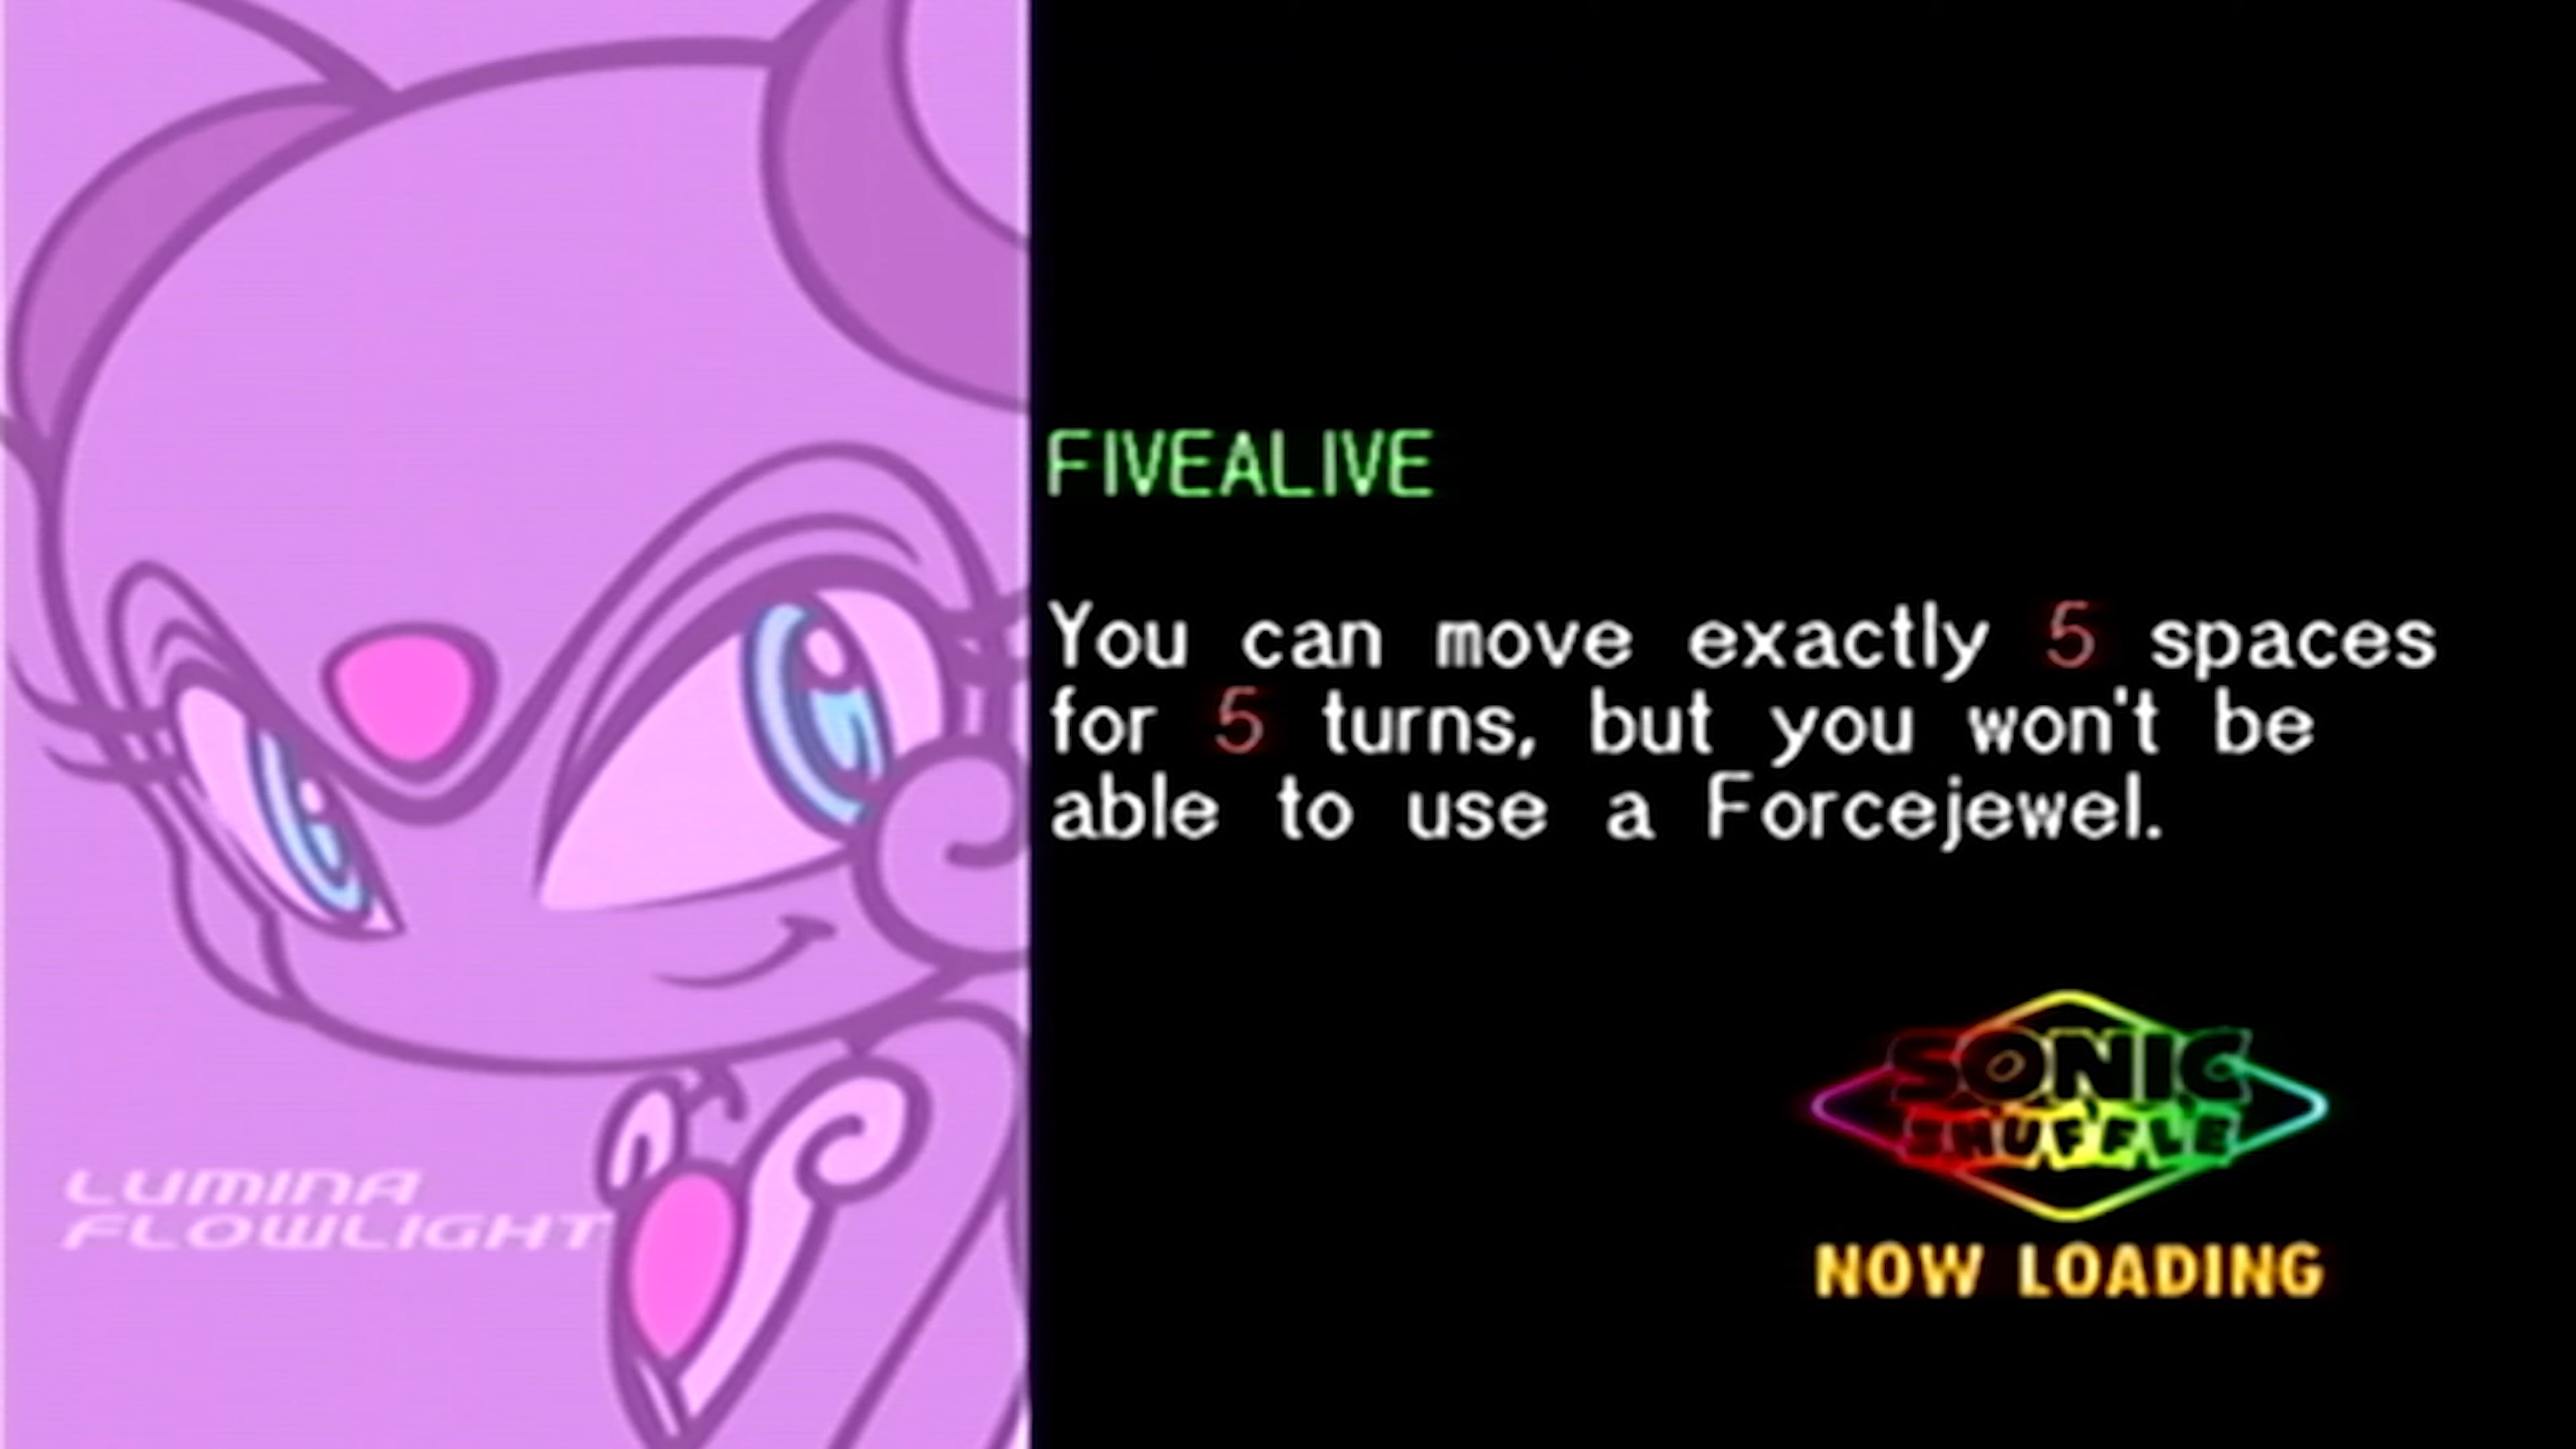 LUMINA
FLOWLIGHT
FIVEALIVE
You can move exactly 5 spaces
for 5 turns, but you won't be
able to use a Forcejewel.
SONIC
SHUFFLE
NOW LOADING